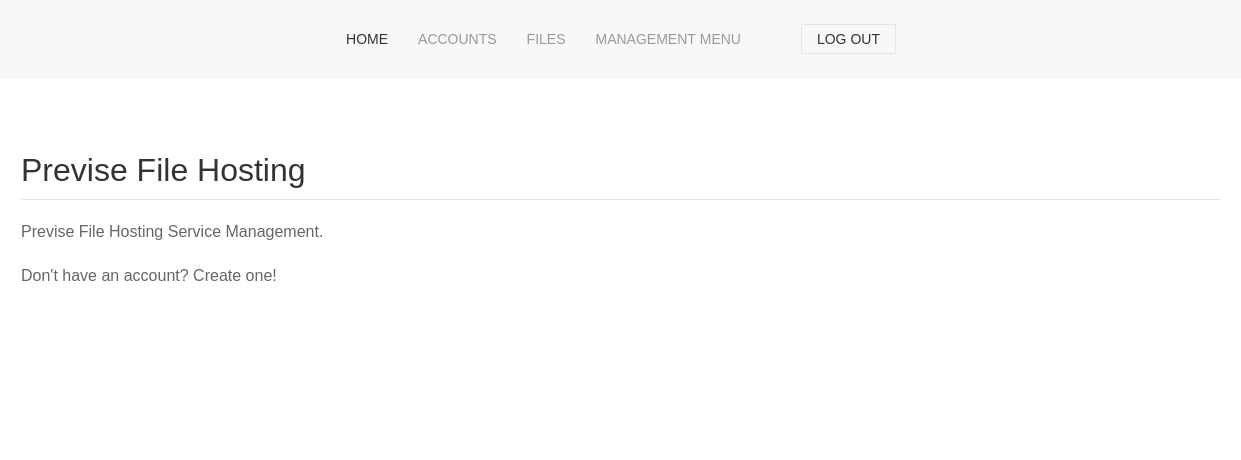 HOME ACCOUNTS FILES MANAGEMENT MENU LOG OUT
Previse File Hosting
Previse File Hosting Service Management.
Don't have an account? Create one!